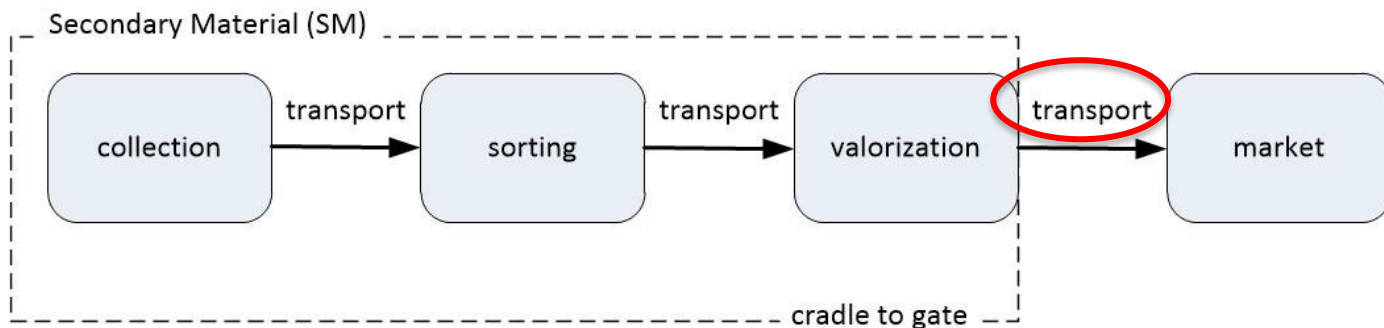 Secondary Material (SM)
transport
transport
transport
collection
sorting
valorization
market
cradle to gate